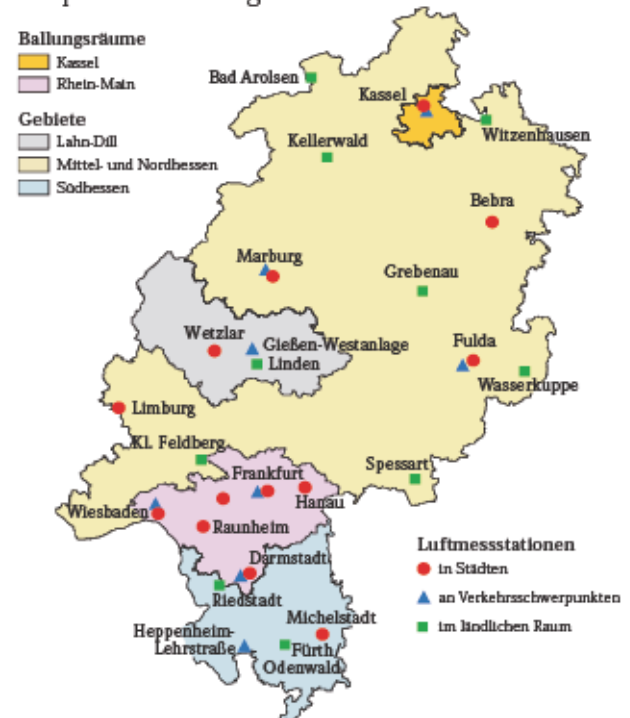 Ballungsräume
Kassel
Rhein-Main
Gebiete
Lahn-Dill
Mittel- und Nordhessen
Südhessen
Bad Arolsen
Kassel
Witzenhausen
Kellerwald
Bebra
Marburg
Grebenau
Wetzlar
Gießen-Westanlage
Linden
Fulda
Wasserkuppe
Limburg
Kl. Feldberg
Spessart
Frankfurt
Hanau
Wiesbaden
Raunheim
Darmstadt
Riedstadt
Michelstadt
Heppenheim-
Lehrstraße
Fürth
Odenwald
Luftmessstationen
in Städten
an Verkehrsschwerpunkten
im ländlichen Raum